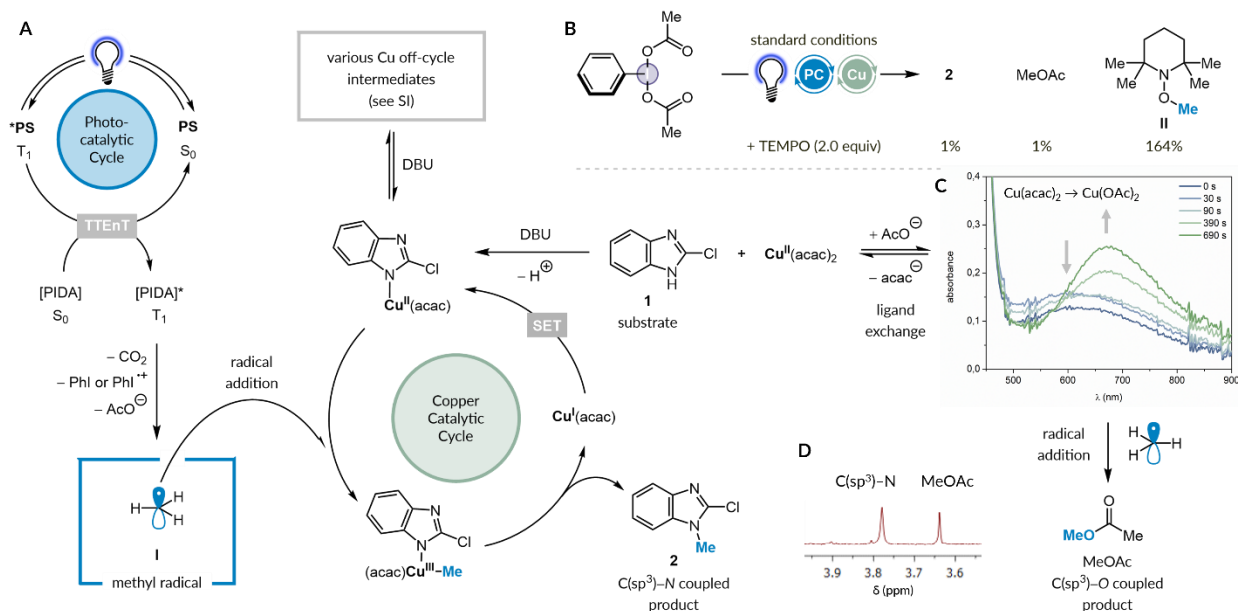 A
*PS
T1
PS
S0
Photo-
catalytic
Cycle
TTEnT
[PIDA]
S0
[PIDA]*
T1
– CO2
– PhI or PhI •+
– AcO⊖
H
H
H
I
methyl radical
radical
addition
various Cu off-cycle
intermediates
(see SI)
DBU
N
Cl
N
CuII(acac)
DBU
– H⊕
N
Cl
N
H
1
substrate
+
CuII(acac)2
+ AcO⊖
– acac⊖
ligand
exchange
SET
Copper
Catalytic
Cycle
CuI(acac)
N
Cl
N
(acac)CuIII–Me
N
Cl
N
Me
2
C(sp3)–N coupled
product
B
Me
O
O
I
O
O
Me
standard conditions
PC
Cu
2
MeOAc
Me
Me
N
Me
Me
O
Me
II
+ TEMPO (2.0 equiv)
1%
1%
164%
C
Cu(acac)2 → Cu(OAc)2
0 s
30 s
90 s
390 s
690 s
0,4
0,3
0,2
0,1
0,0
absorbance
500
600
700
800
900
λ (nm)
radical
addition
H
H
H
D
C(sp3)–N
MeOAc
3.9
3.8
3.7
3.6
δ (ppm)
O
MeO
Me
MeOAc
C(sp3)–O coupled
product